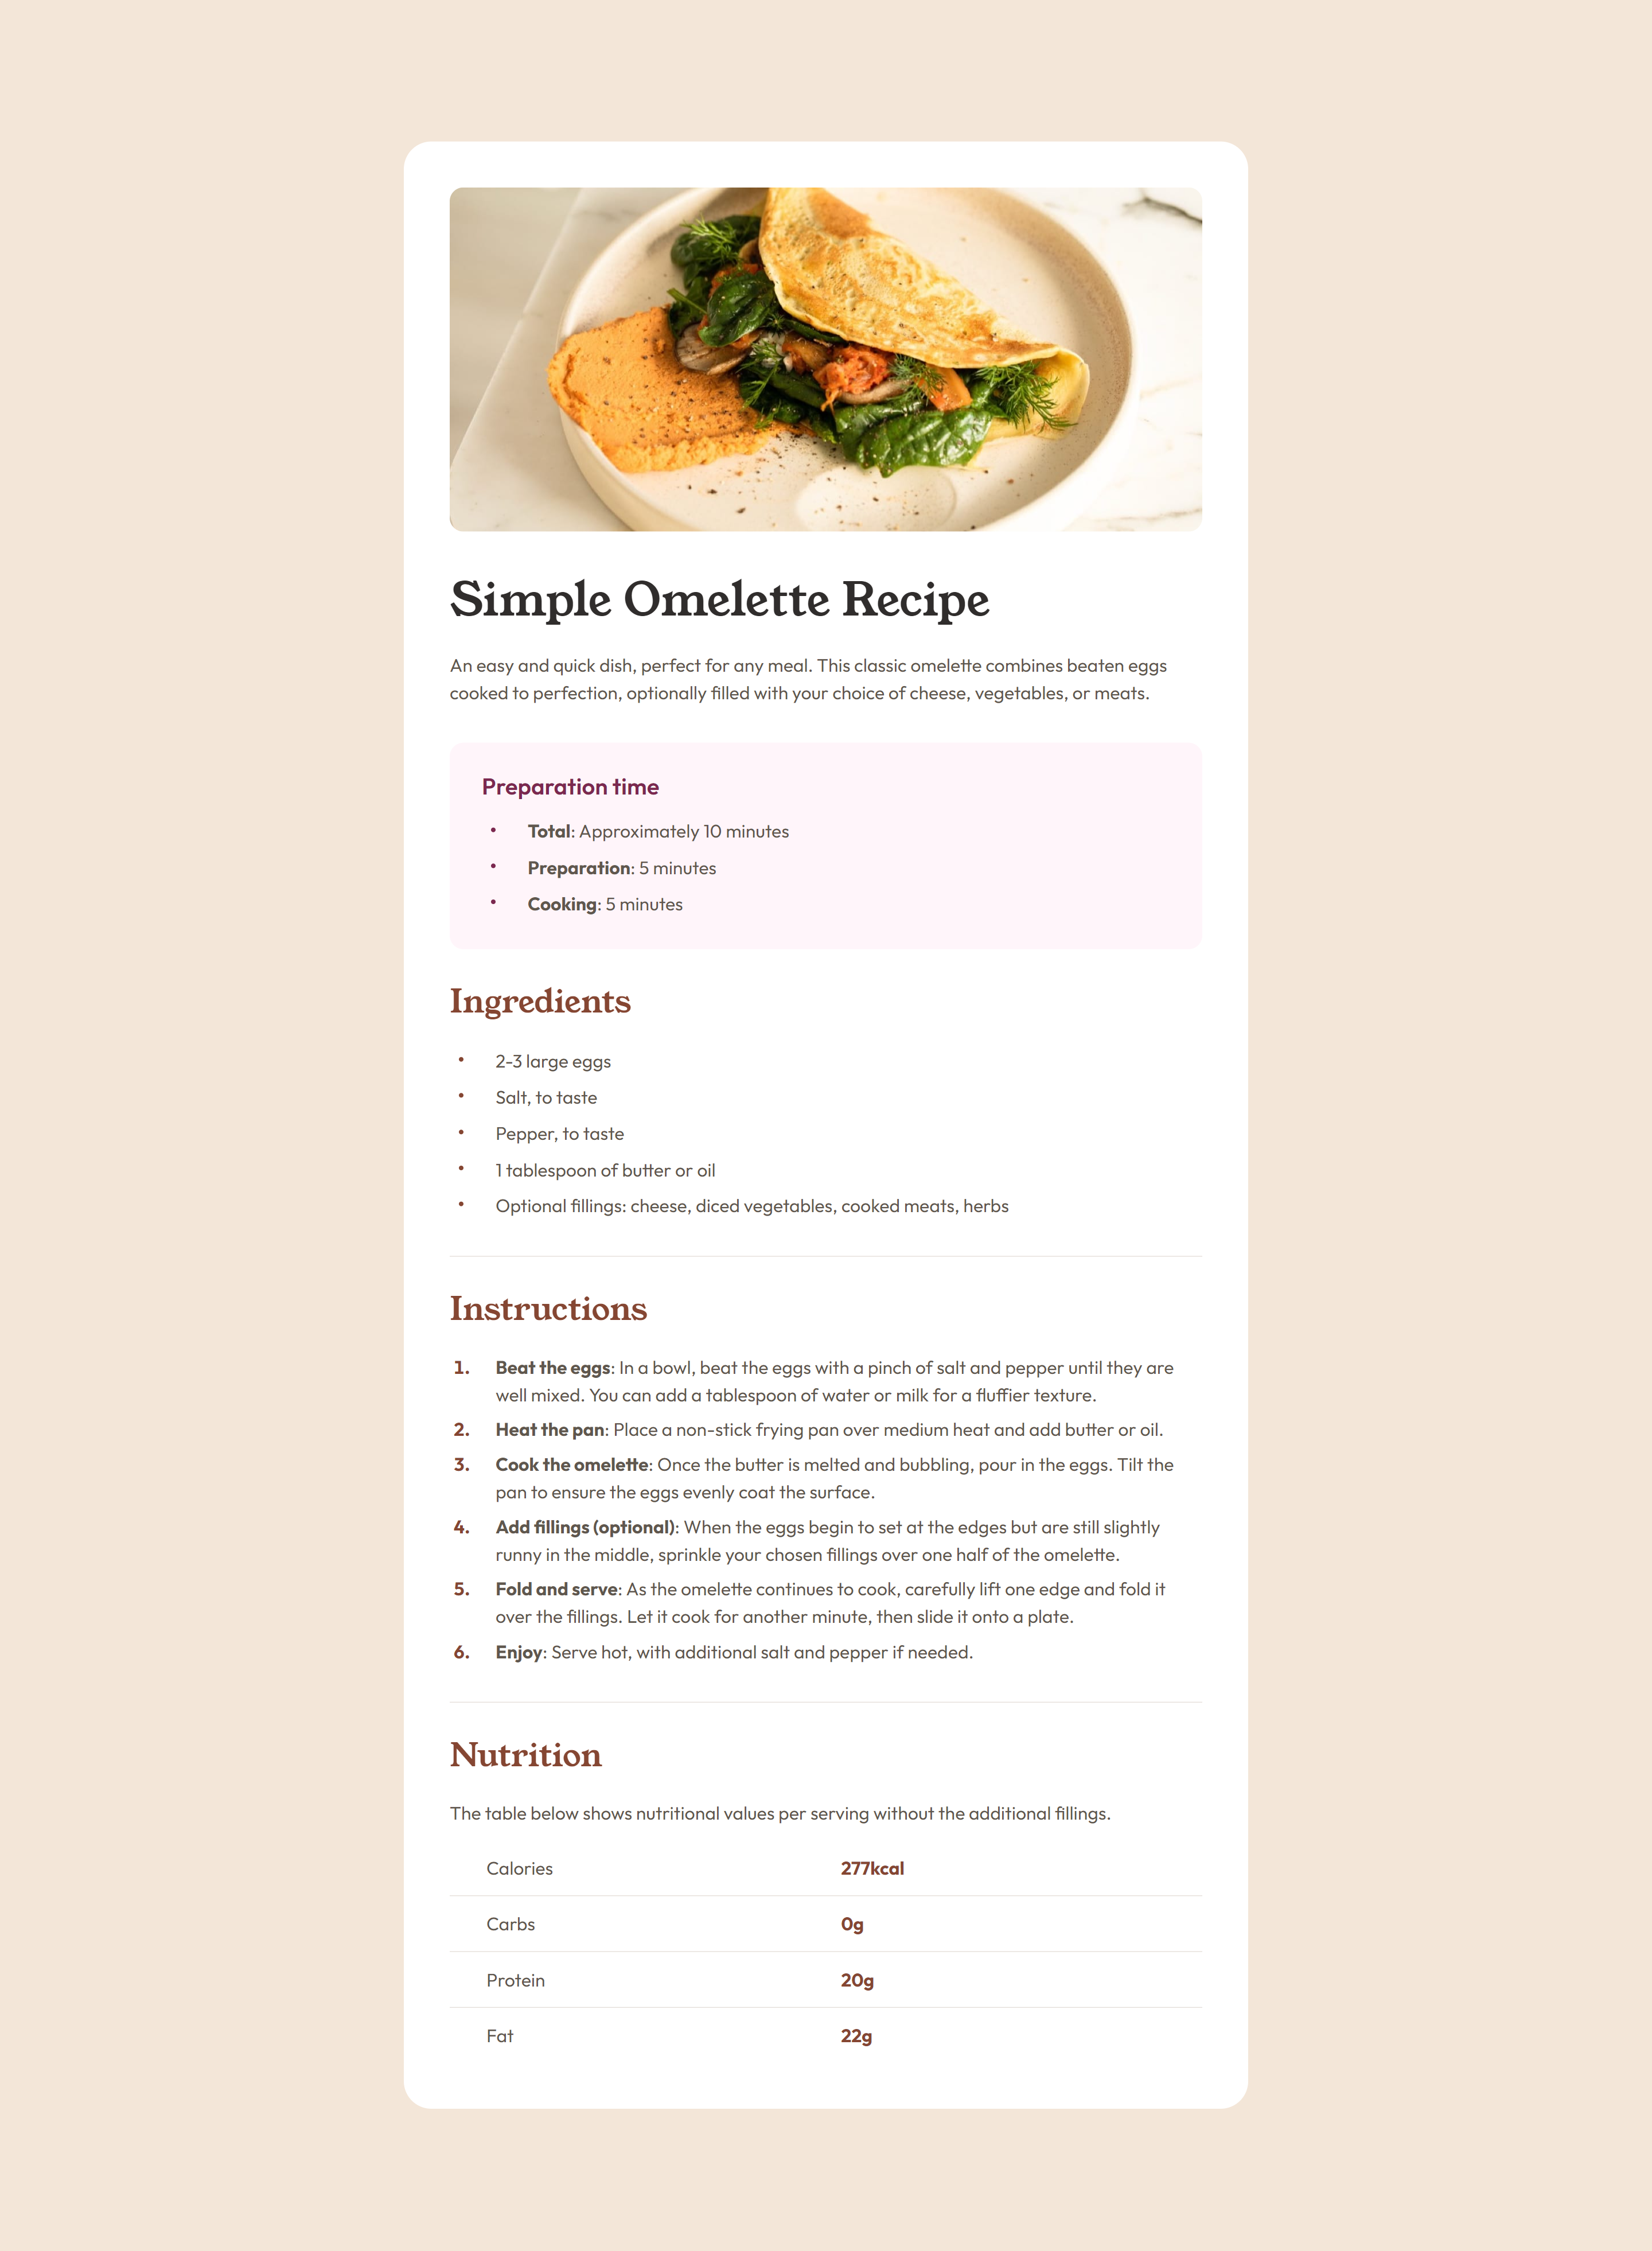 Simple Omelette Recipe
An easy and quick dish, perfect for any meal. This classic omelette combines beaten eggs
cooked to perfection, optionally filled with your choice of cheese, vegetables, or meats.
Preparation time
• Total: Approximately 10 minutes
• Preparation: 5 minutes
• Cooking: 5 minutes
Ingredients
• 2-3 large eggs
• Salt, to taste
• Pepper, to taste
• 1 tablespoon of butter or oil
• Optional fillings: cheese, diced vegetables, cooked meats, herbs
Instructions
1. Beat the eggs: In a bowl, beat the eggs with a pinch of salt and pepper until they are
well mixed. You can add a tablespoon of water or milk for a fluffier texture.
2. Heat the pan: Place a non-stick frying pan over medium heat and add butter or oil.
3. Cook the omelette: Once the butter is melted and bubbling, pour in the eggs. Tilt the
pan to ensure the eggs evenly coat the surface.
4. Add fillings (optional): When the eggs begin to set at the edges but are still slightly
runny in the middle, sprinkle your chosen fillings over one half of the omelette.
5. Fold and serve: As the omelette continues to cook, carefully lift one edge and fold it
over the fillings. Let it cook for another minute, then slide it onto a plate.
6. Enjoy: Serve hot, with additional salt and pepper if needed.
Nutrition
The table below shows nutritional values per serving without the additional fillings.
Calories 277kcal
Carbs 0g
Protein 20g
Fat 22g